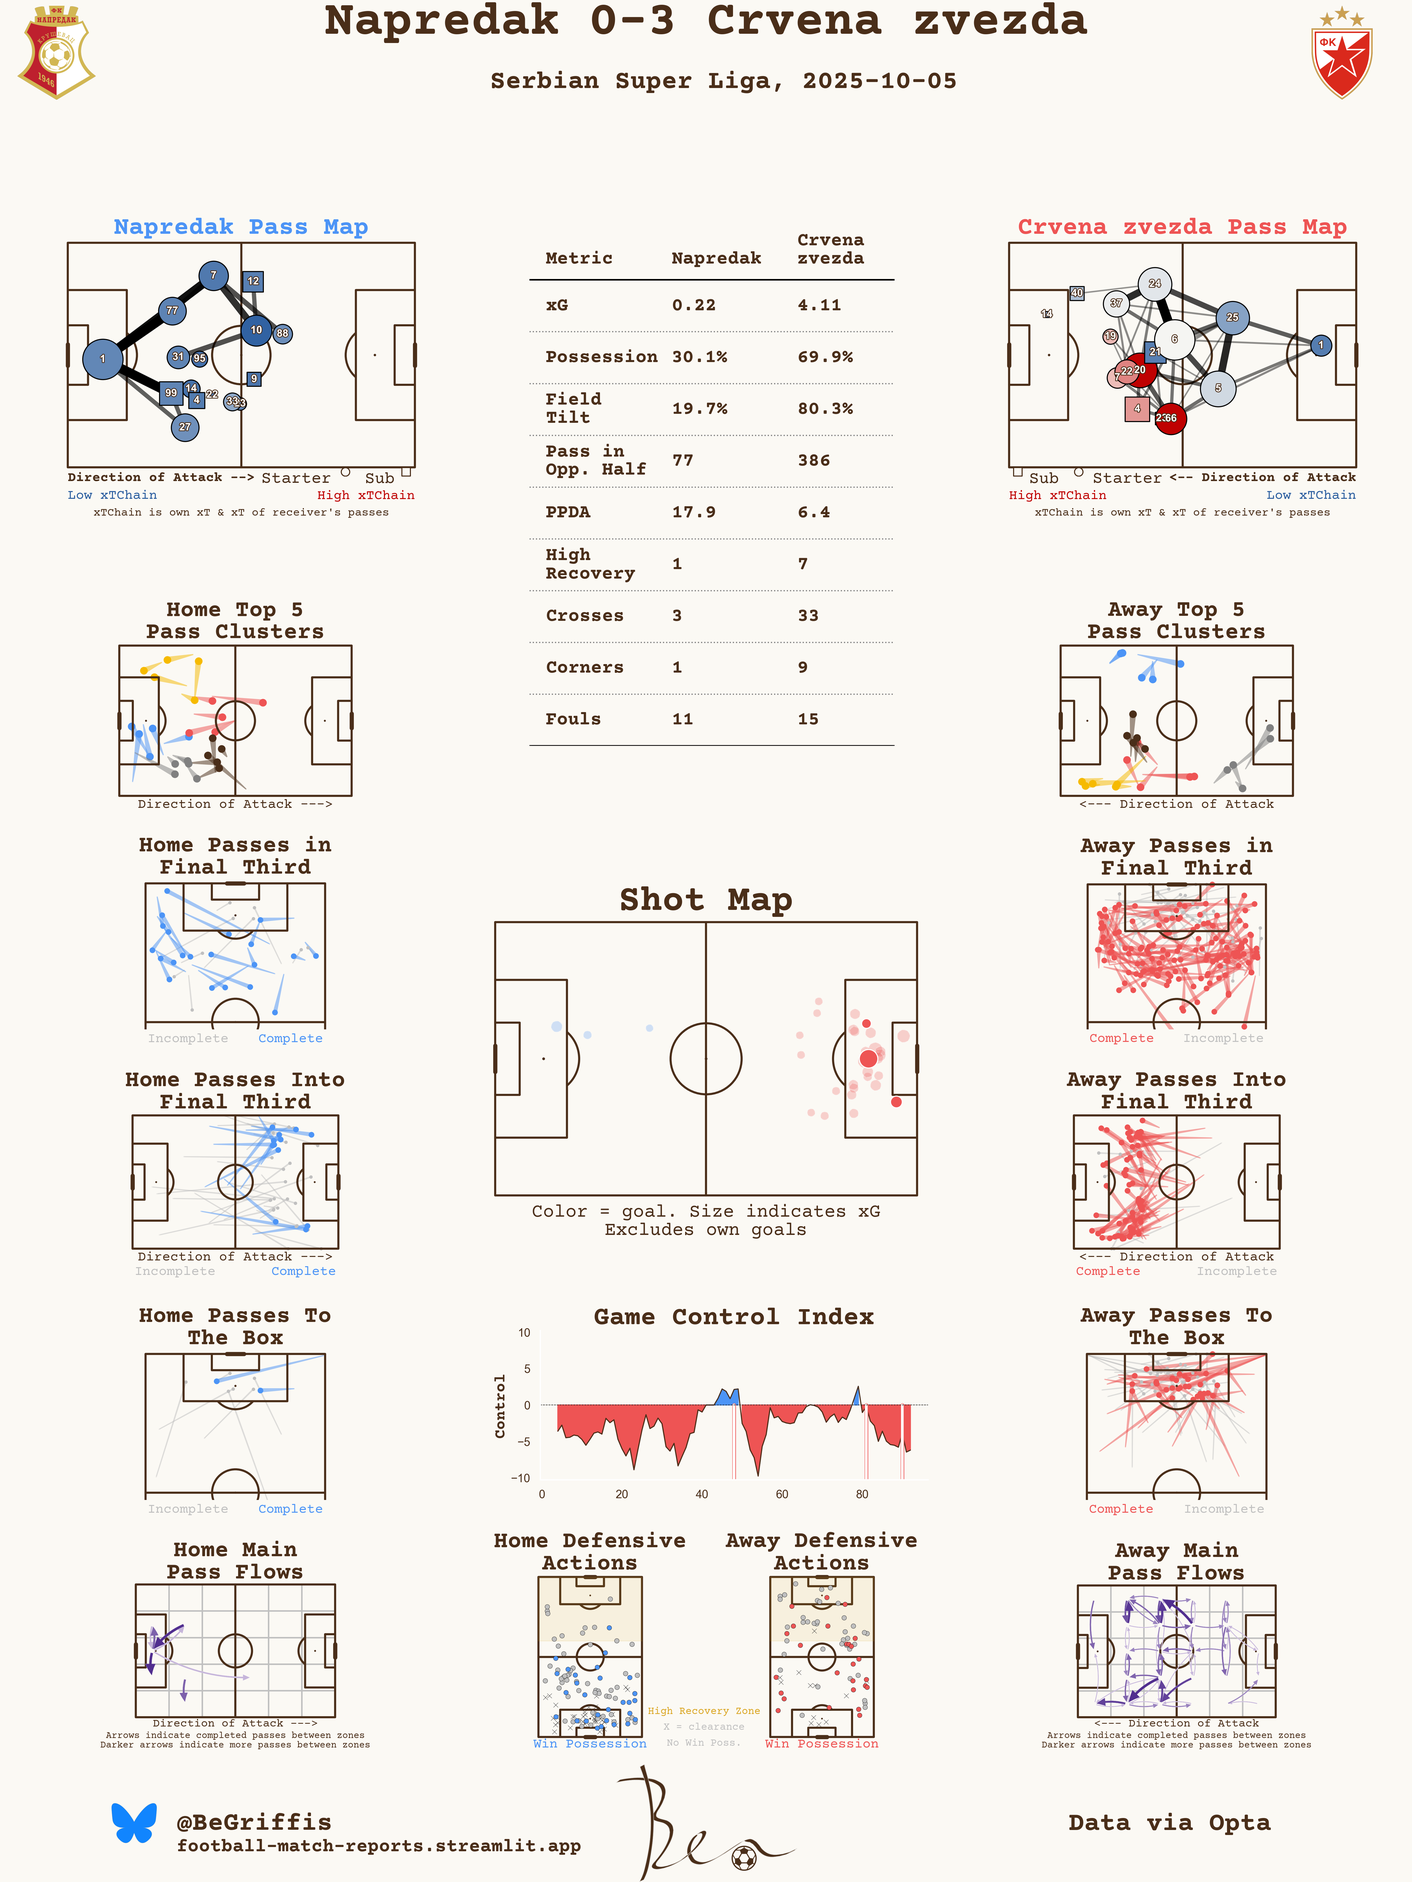 Napredak 0-3 Crvena zvezda
Serbian Super Liga, 2025-10-05
ФК
НАПРЕДАК
КРУШЕВАЦ
1946
ФК
Napredak Pass Map
7
12
77
10
88
1
31
95
9
99
14
4
22
33
27
Direction of Attack --> Starter Sub
Low xTChain High xTChain
xTChain is own xT & xT of receiver's passes
Metric Napredak Crvena zvezda
xG 0.22 4.11
Possession 30.1% 69.9%
Field Tilt 19.7% 80.3%
Pass in Opp. Half 77 386
PPDA 17.9 6.4
High Recovery 1 7
Crosses 3 33
Corners 1 9
Fouls 11 15
Crvena zvezda Pass Map
24
40
37
14
25
19
6
1
21
7
22
20
5
4
23
66
Sub Starter <-- Direction of Attack
High xTChain Low xTChain
xTChain is own xT & xT of receiver's passes
Home Top 5
Pass Clusters
Direction of Attack --->
Away Top 5
Pass Clusters
<--- Direction of Attack
Home Passes in
Final Third
Incomplete Complete
Shot Map
Color = goal. Size indicates xG
Excludes own goals
Away Passes in
Final Third
Complete Incomplete
Home Passes Into
Final Third
Direction of Attack --->
Incomplete Complete
Away Passes Into
Final Third
<--- Direction of Attack
Complete Incomplete
Home Passes To
The Box
Incomplete Complete
Game Control Index
Control
10
5
0
−5
−10
0 20 40 60 80
Away Passes To
The Box
Complete Incomplete
Home Main
Pass Flows
Direction of Attack --->
Arrows indicate completed passes between zones
Darker arrows indicate more passes between zones
Home Defensive
Actions
Win Possession
High Recovery Zone
X = clearance
No Win Poss.
Away Defensive
Actions
Win Possession
Away Main
Pass Flows
<--- Direction of Attack
Arrows indicate completed passes between zones
Darker arrows indicate more passes between zones
@BeGriffis
football-match-reports.streamlit.app
Ben
Data via Opta